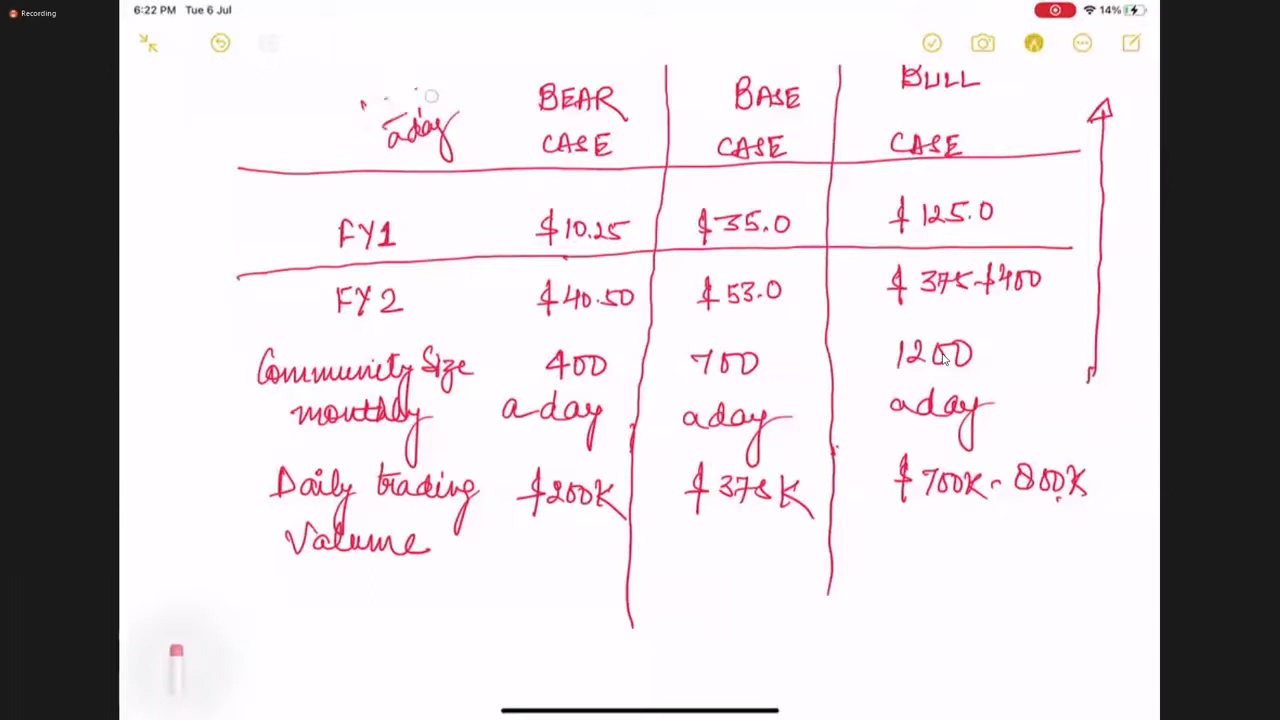 Recording
6:22 PM Tue 6 Jul
14%
BEAR CASE
BASE CASE
BULL CASE
a day
FY1 $10.25 $35.0 $125.0
FY2 $40.50 $53.0 $375-$400
Community Size 400 700 1200
monthly a day a day a day
Daily trading $200K $375K $700K - 800K
Volume